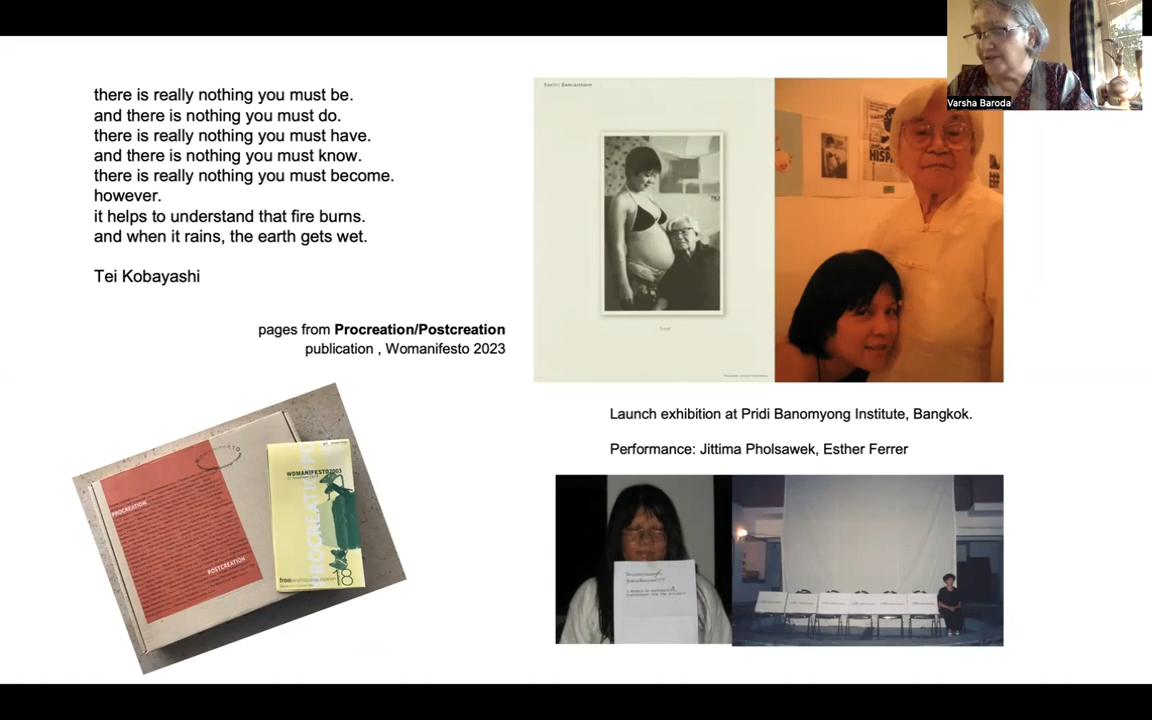 there is really nothing you must be.
and there is nothing you must do.
there is really nothing you must have.
and there is nothing you must know.
there is really nothing you must become.
however.
it helps to understand that fire burns.
and when it rains, the earth gets wet.
Tei Kobayashi
pages from Procreation/Postcreation
publication , Womanifesto 2023
PROCREATION
POSTCREATION
WOMANIFESTO2003
PROCREATION
18
Varsha Baroda
HISP
Launch exhibition at Pridi Banomyong Institute, Bangkok.
Performance: Jittima Pholsawek, Esther Ferrer